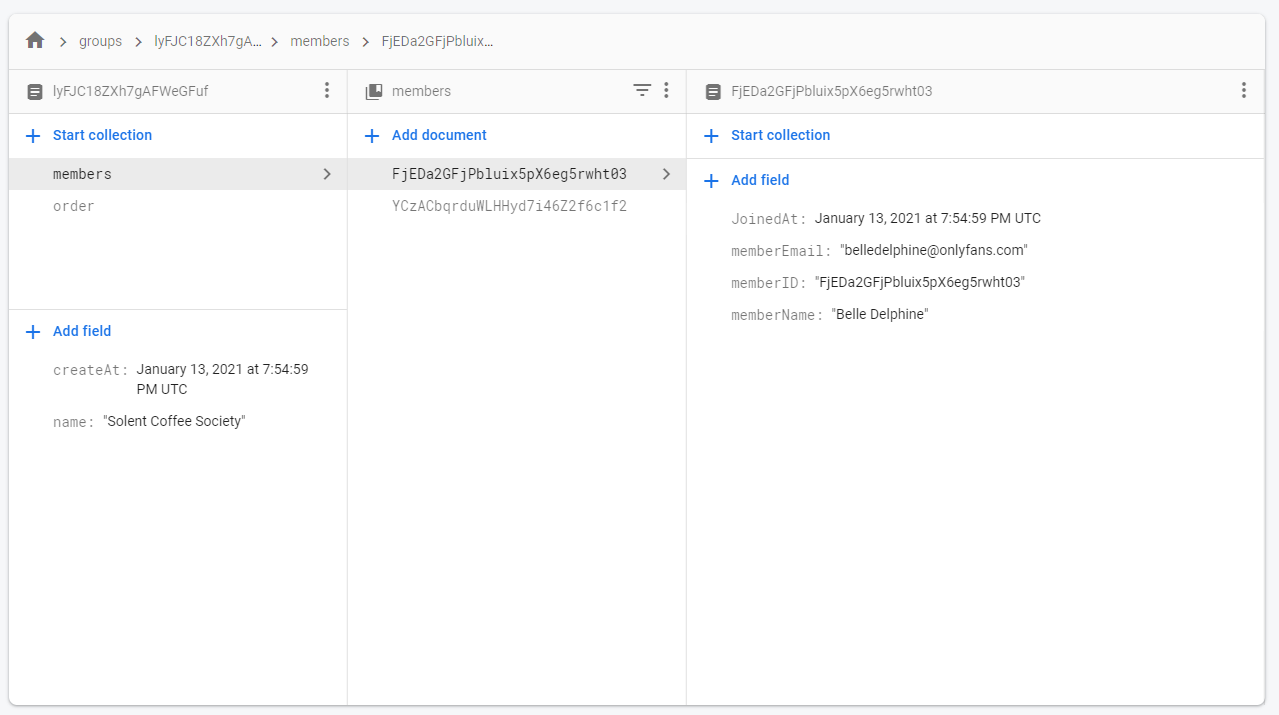 groups
lyFJC18ZXh7gA...
members
FjEDa2GFjPbluix...
lyFJC18ZXh7gAFWeGFuf
Start collection
members
order
Add field
createAt: January 13, 2021 at 7:54:59
PM UTC
name: "Solent Coffee Society"
members
Add document
FjEDa2GFjPbluix5pX6eg5rwht03
YCzACbqrduWLHHyd7i46Z2f6c1f2
FjEDa2GFjPbluix5pX6eg5rwht03
Start collection
Add field
JoinedAt: January 13, 2021 at 7:54:59 PM UTC
memberEmail: "belledelphine@onlyfans.com"
memberID: "FjEDa2GFjPbluix5pX6eg5rwht03"
memberName: "Belle Delphine"